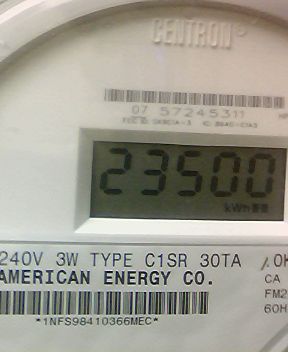 CENTRON®
07 57245311
23500
kWh
240V 3W TYPE C1SR 30TA
AMERICAN ENERGY CO.
CA
FM2
60H
*1NFS98410366MEC*